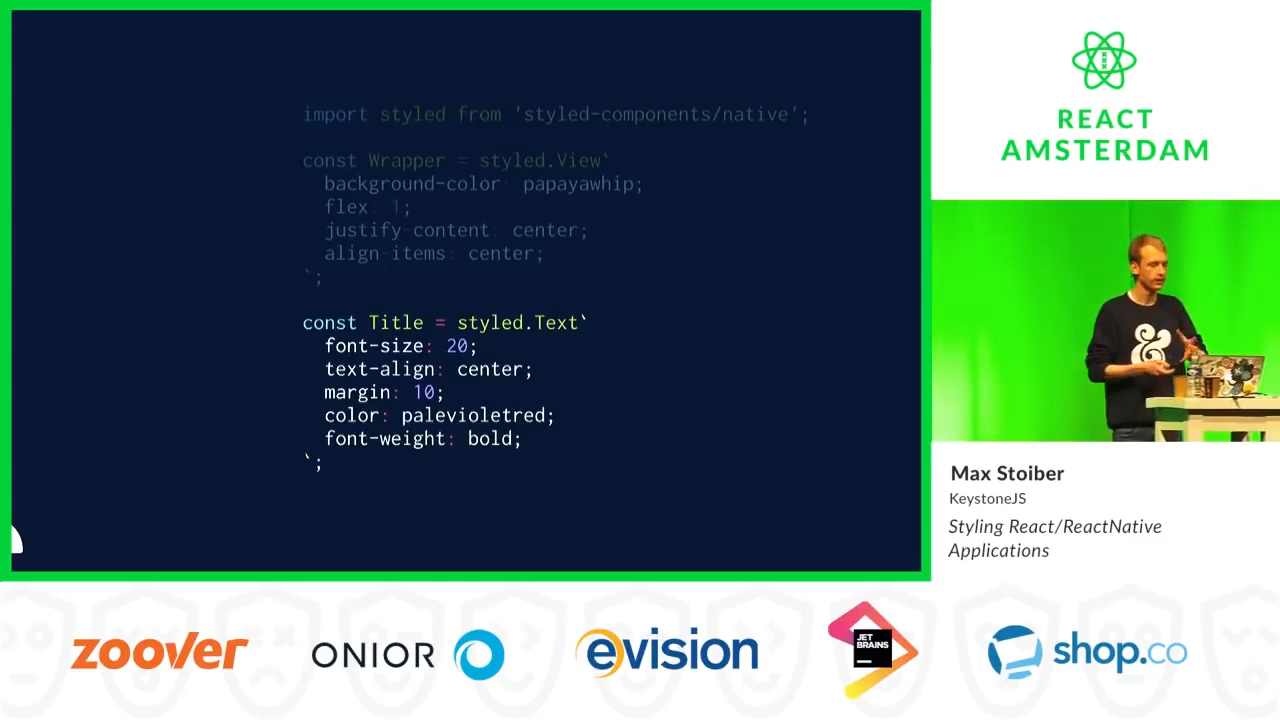 import styled from 'styled-components/native';
const Wrapper = styled.View`
  background-color: papayawhip;
  flex: 1;
  justify-content: center;
  align-items: center;
`;
const Title = styled.Text`
  font-size: 20;
  text-align: center;
  margin: 10;
  color: palevioletred;
  font-weight: bold;
`;
REACT
AMSTERDAM
&
Max Stoiber
KeystoneJS
Styling React/ReactNative
Applications
zoover
ONIOR
evision
JET
BRAINS
shop.co